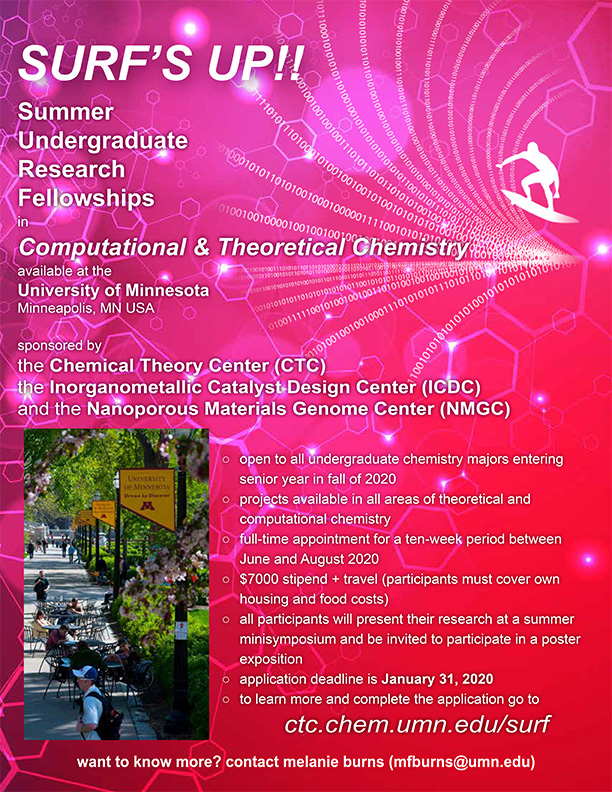 SURF'S UP!!
Summer
Undergraduate
Research
Fellowships
in
Computational & Theoretical Chemistry
available at the
University of Minnesota
Minneapolis, MN USA
sponsored by
the Chemical Theory Center (CTC)
the Inorganometallic Catalyst Design Center (ICDC)
and the Nanoporous Materials Genome Center (NMGC)
UNIVERSITY
OF MINNESOTA
Driven to Discover
M
○ open to all undergraduate chemistry majors entering
senior year in fall of 2020
○ projects available in all areas of theoretical and
computational chemistry
○ full-time appointment for a ten-week period between
June and August 2020
○ $7000 stipend + travel (participants must cover own
housing and food costs)
○ all participants will present their research at a summer
minisymposium and be invited to participate in a poster
exposition
○ application deadline is January 31, 2020
○ to learn more and complete the application go to
ctc.chem.umn.edu/surf
want to know more? contact melanie burns (mfburns@umn.edu)